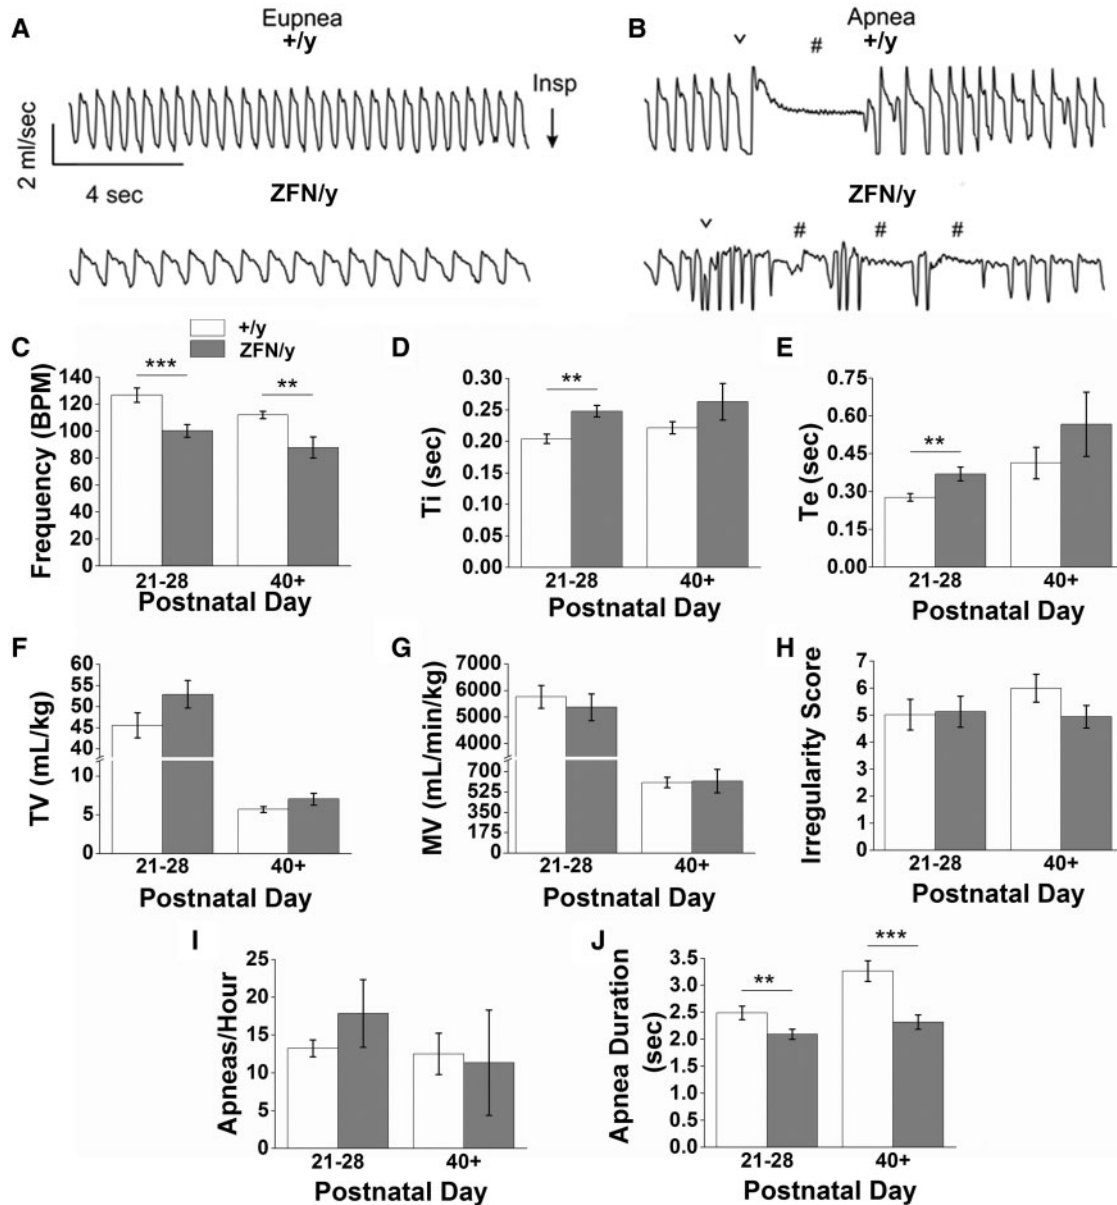 A
Eupnea
+/y
2 ml/sec
4 sec
Insp
ZFN/y
B
Apnea
+/y
v #
ZFN/y
v # # #
+/y
ZFN/y
C
Frequency (BPM)
140
120
100
80
60
40
20
0
***
**
21-28 40+
Postnatal Day
D
Ti (sec)
0.30
0.25
0.20
0.15
0.10
0.05
0.00
**
21-28 40+
Postnatal Day
E
Te (sec)
0.75
0.60
0.45
0.30
0.15
0.00
**
21-28 40+
Postnatal Day
F
TV (mL/kg)
60
55
50
45
40
10
5
0
21-28 40+
Postnatal Day
G
MV (mL/min/kg)
7000
6000
5000
4000
700
525
350
175
0
21-28 40+
Postnatal Day
H
Irregularity Score
7
6
5
4
3
2
1
0
21-28 40+
Postnatal Day
I
Apneas/Hour
25
20
15
10
5
0
21-28 40+
Postnatal Day
J
Apnea Duration
(sec)
3.5
3.0
2.5
2.0
1.5
1.0
0.5
0.0
**
***
21-28 40+
Postnatal Day